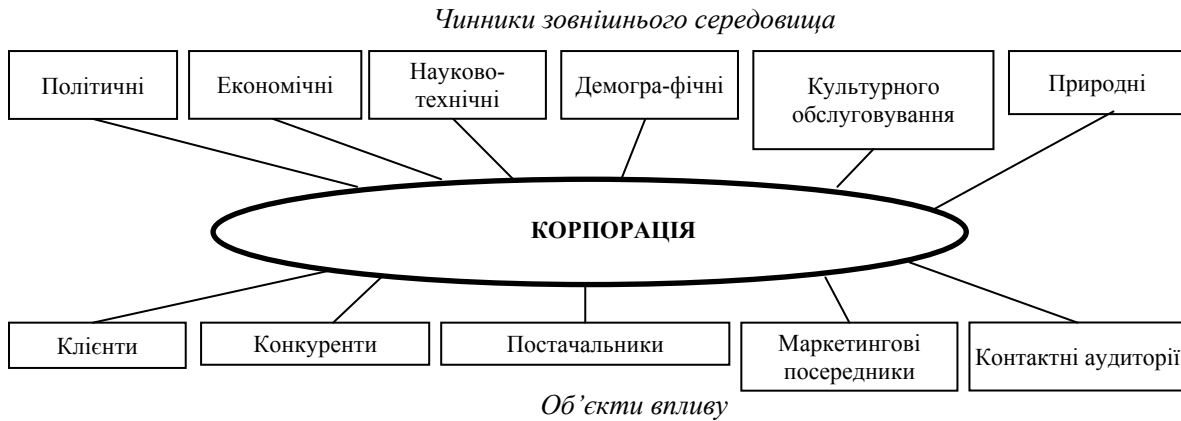 Чинники зовнішнього середовища
Політичні
Економічні
Науково-
технічні
Демогра-фічні
Культурного
обслуговування
Природні
КОРПОРАЦІЯ
Клієнти
Конкуренти
Постачальники
Маркетингові
посередники
Контактні аудиторії
Об’єкти впливу